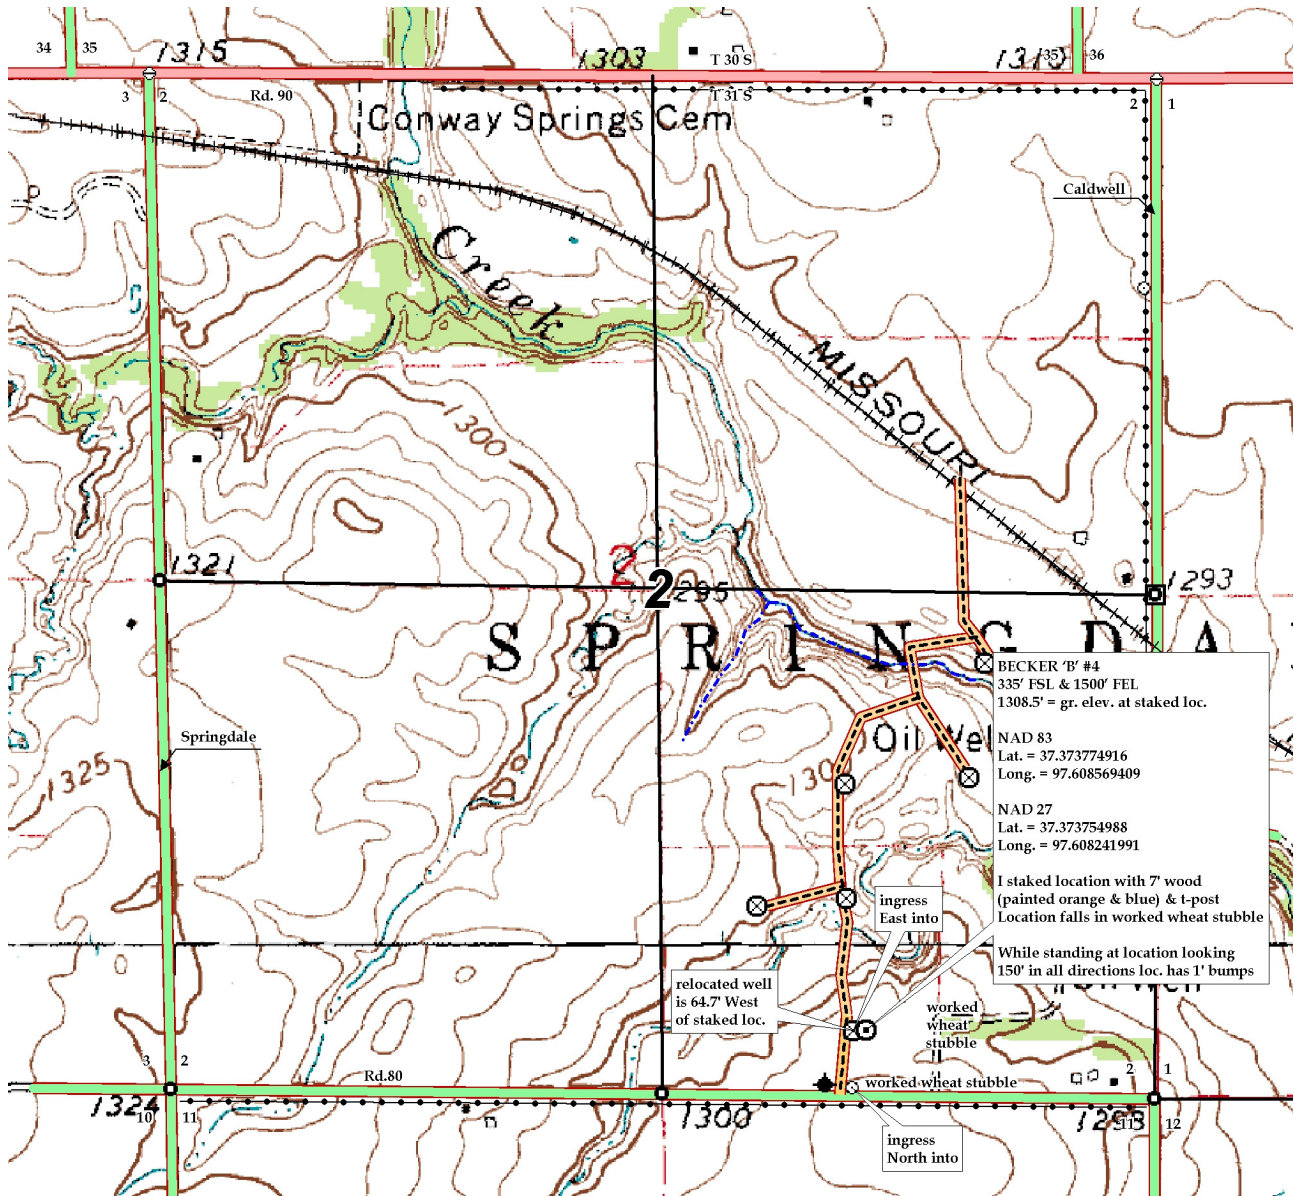 34 35
1315
1303
T 30 S
1313
35 36
3 2
Rd. 90
T 31 S
2 1
Conway Springs Cem
Caldwell
Creek
MISSOURI
1300
1321
2
2
1295
1293
S P R I N G D A
BECKER 'B' #4
335' FSL & 1500' FEL
1308.5' = gr. elev. at staked loc.
NAD 83
Lat. = 37.373774916
Long. = 97.608569409
NAD 27
Lat. = 37.373754988
Long. = 97.608241991
I staked location with 7' wood
(painted orange & blue) & t-post
Location falls in worked wheat stubble
While standing at location looking
150' in all directions loc. has 1' bumps
Springdale
1325
Oil Wel
130
ingress
East into
relocated well
is 64.7' West
of staked loc.
worked
wheat
stubble
3 2
Rd.80
worked wheat stubble
2 1
1324
10 11
1300
1293
11 12
ingress
North into